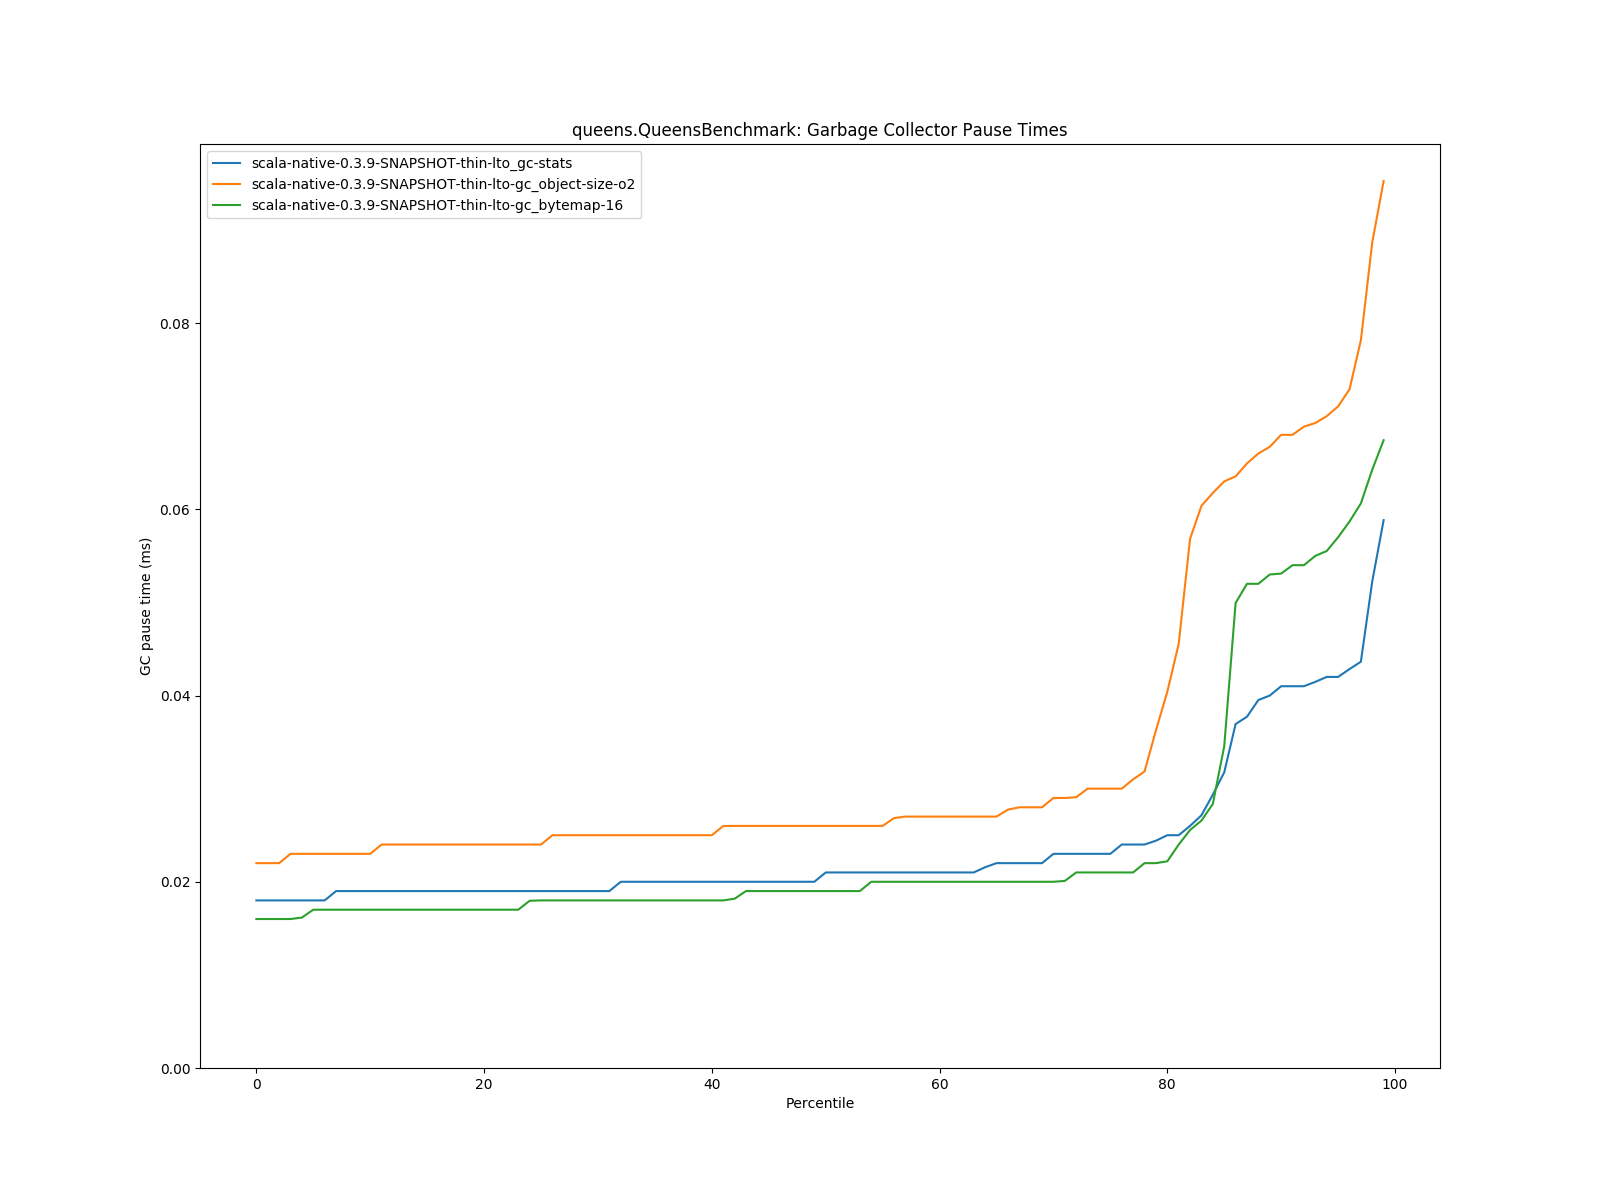 queens.QueensBenchmark: Garbage Collector Pause Times
scala-native-0.3.9-SNAPSHOT-thin-lto_gc-stats
scala-native-0.3.9-SNAPSHOT-thin-lto-gc_object-size-o2
scala-native-0.3.9-SNAPSHOT-thin-lto-gc_bytemap-16
GC pause time (ms)
0.08
0.06
0.04
0.02
0.00
0 20 40 60 80 100
Percentile